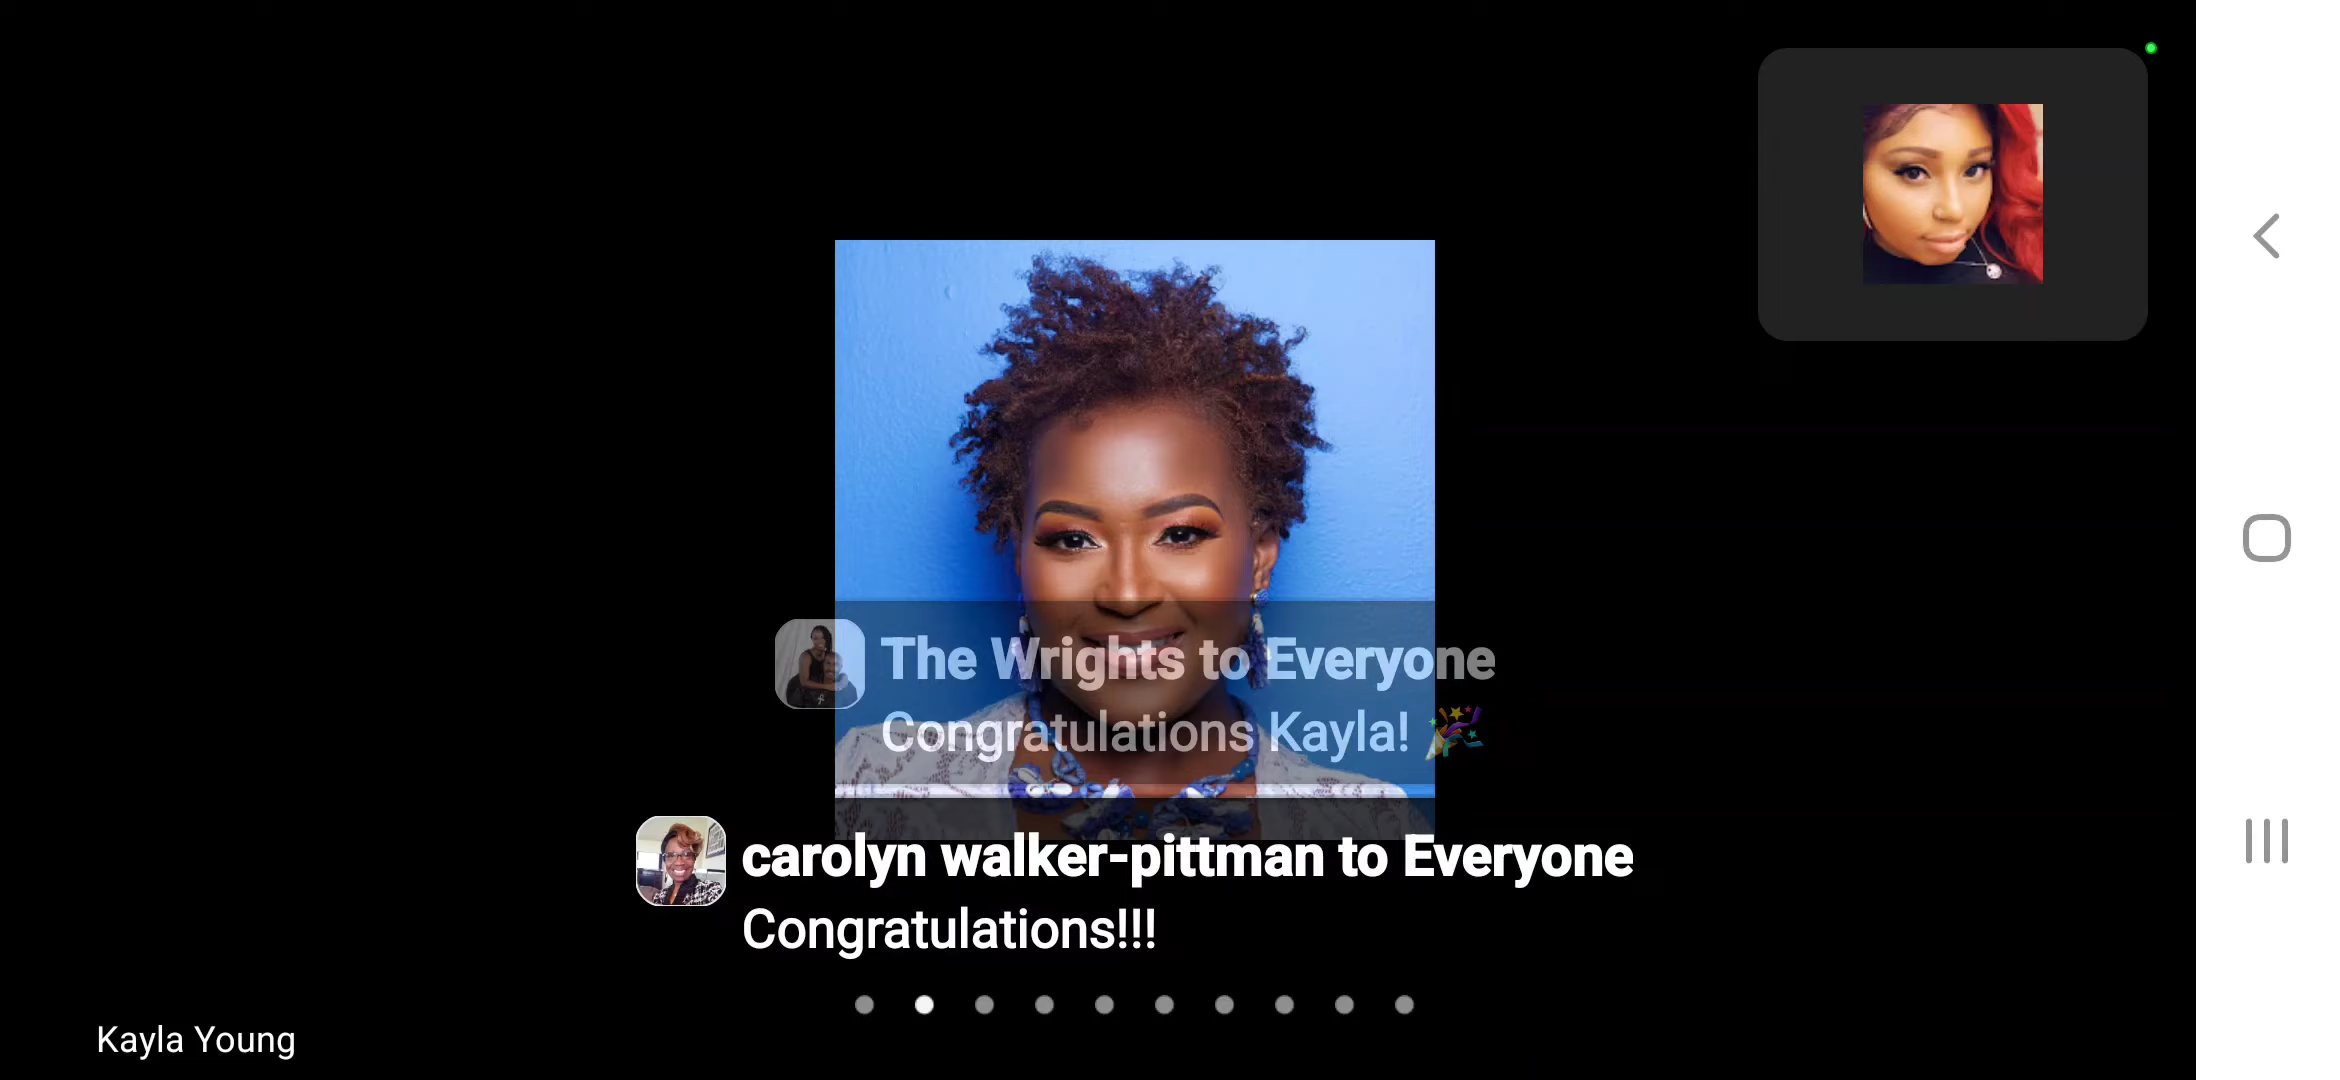 The Wrights to Everyone
Congratulations Kayla! 🎉
carolyn walker-pittman to Everyone
Congratulations!!!
Kayla Young